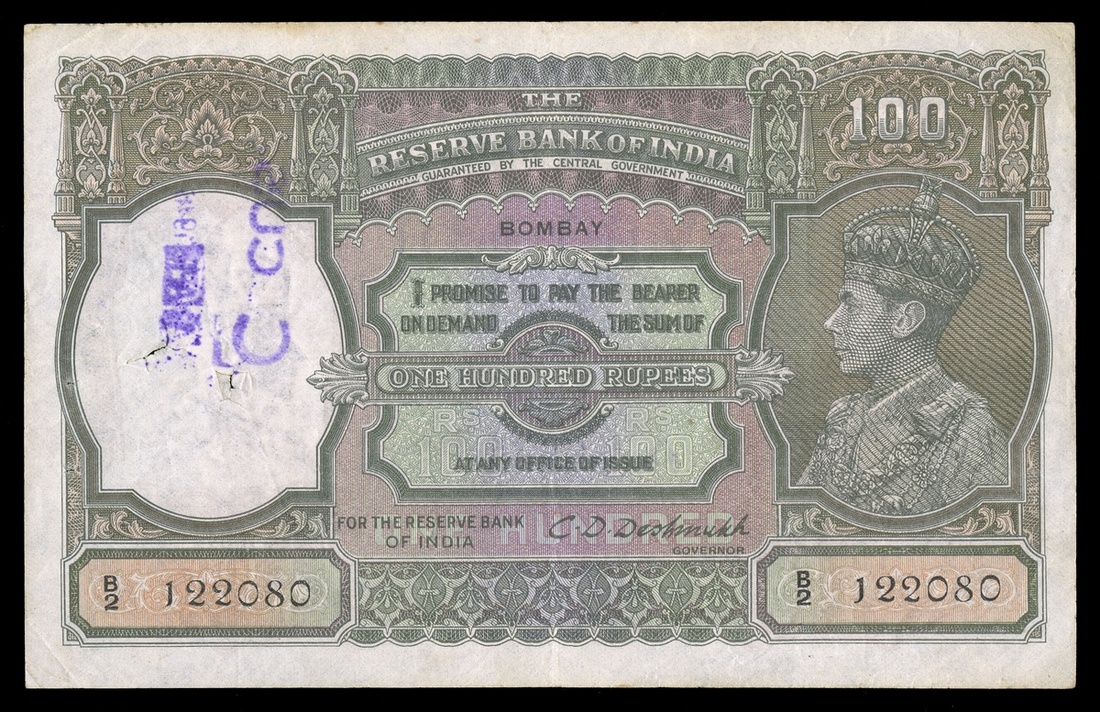 100
THE
RESERVE BANK OF INDIA
GUARANTEED BY THE CENTRAL GOVERNMENT
BOMBAY
I PROMISE TO PAY THE BEARER
ON DEMAND THE SUM OF
ONE HUNDRED RUPEES
RS RS
100 100
AT ANY OFFICE OF ISSUE
FOR THE RESERVE BANK
OF INDIA
HUNDRED
C. D. Deshmukh
GOVERNOR
B/2 122080
B/2 122080